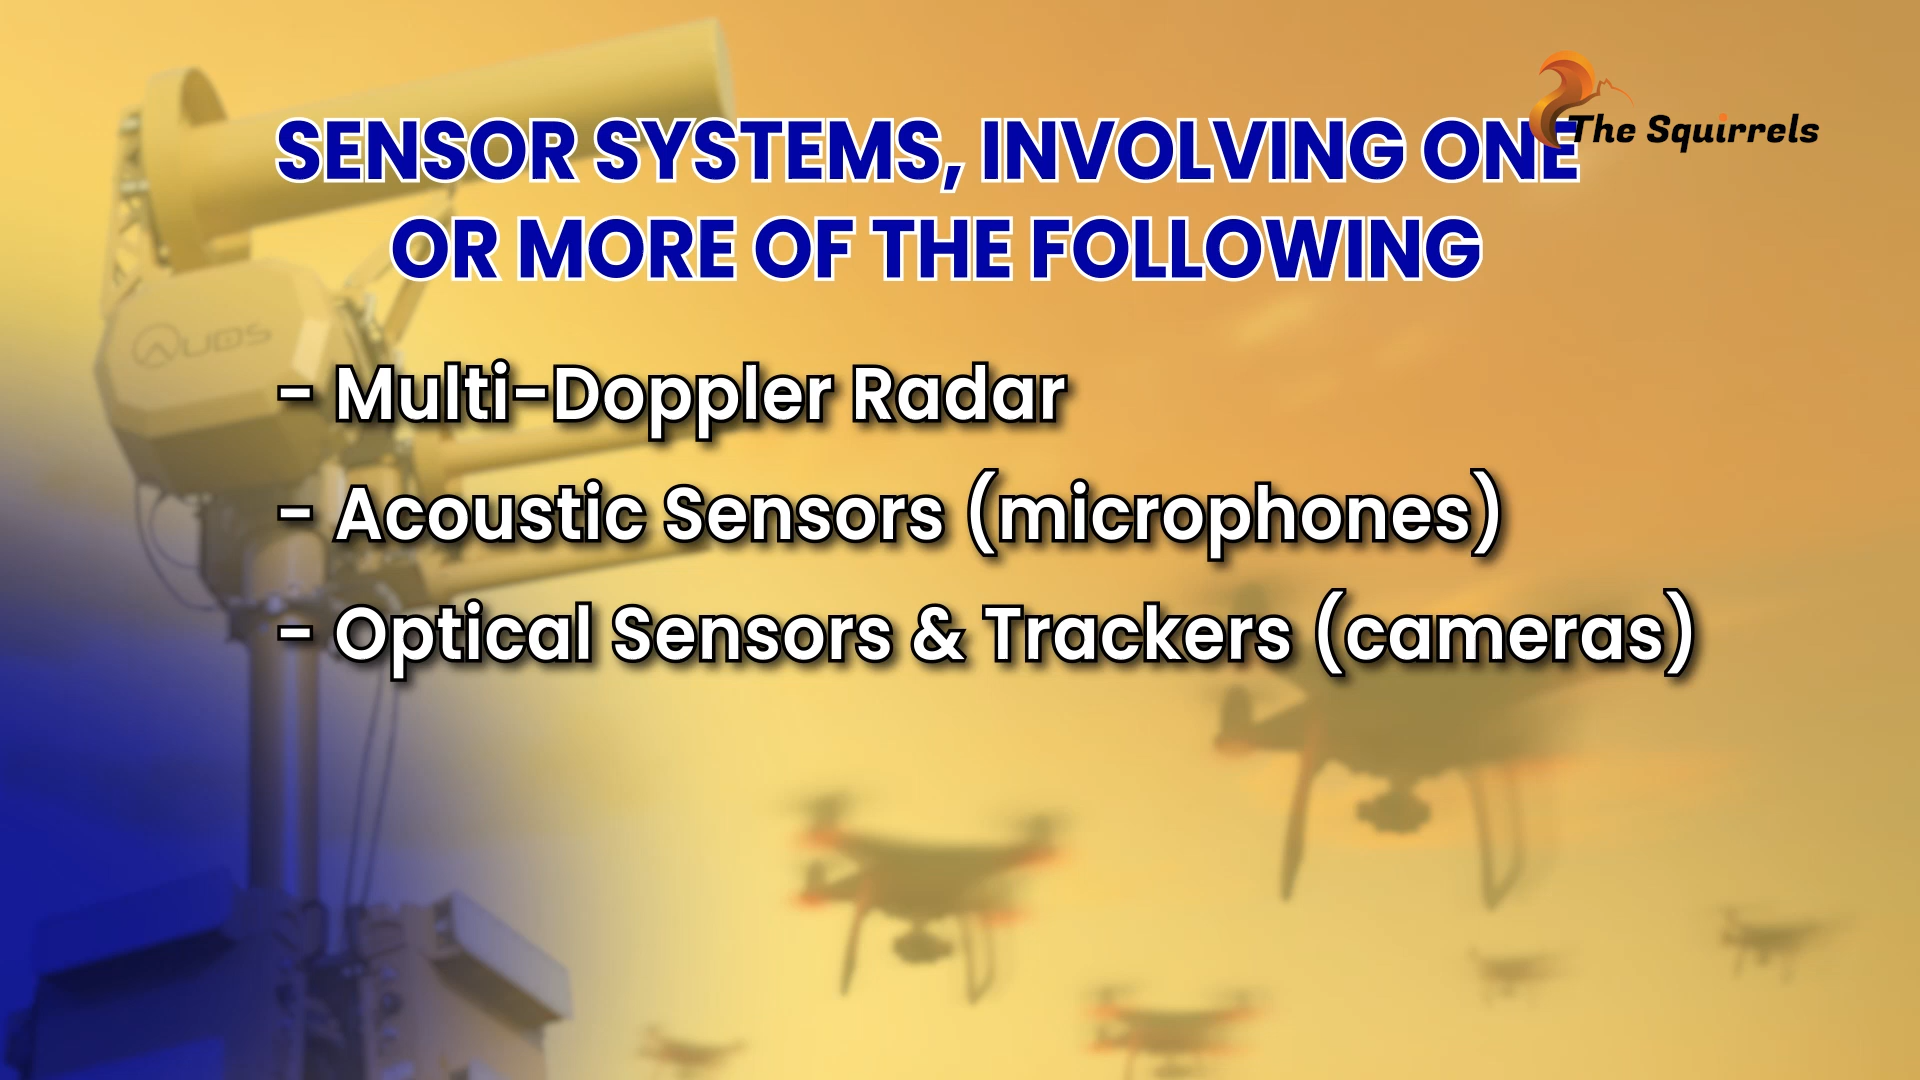 The Squirrels
SENSOR SYSTEMS, INVOLVING ONE
OR MORE OF THE FOLLOWING
AUDS
- Multi-Doppler Radar
- Acoustic Sensors (microphones)
- Optical Sensors & Trackers (cameras)